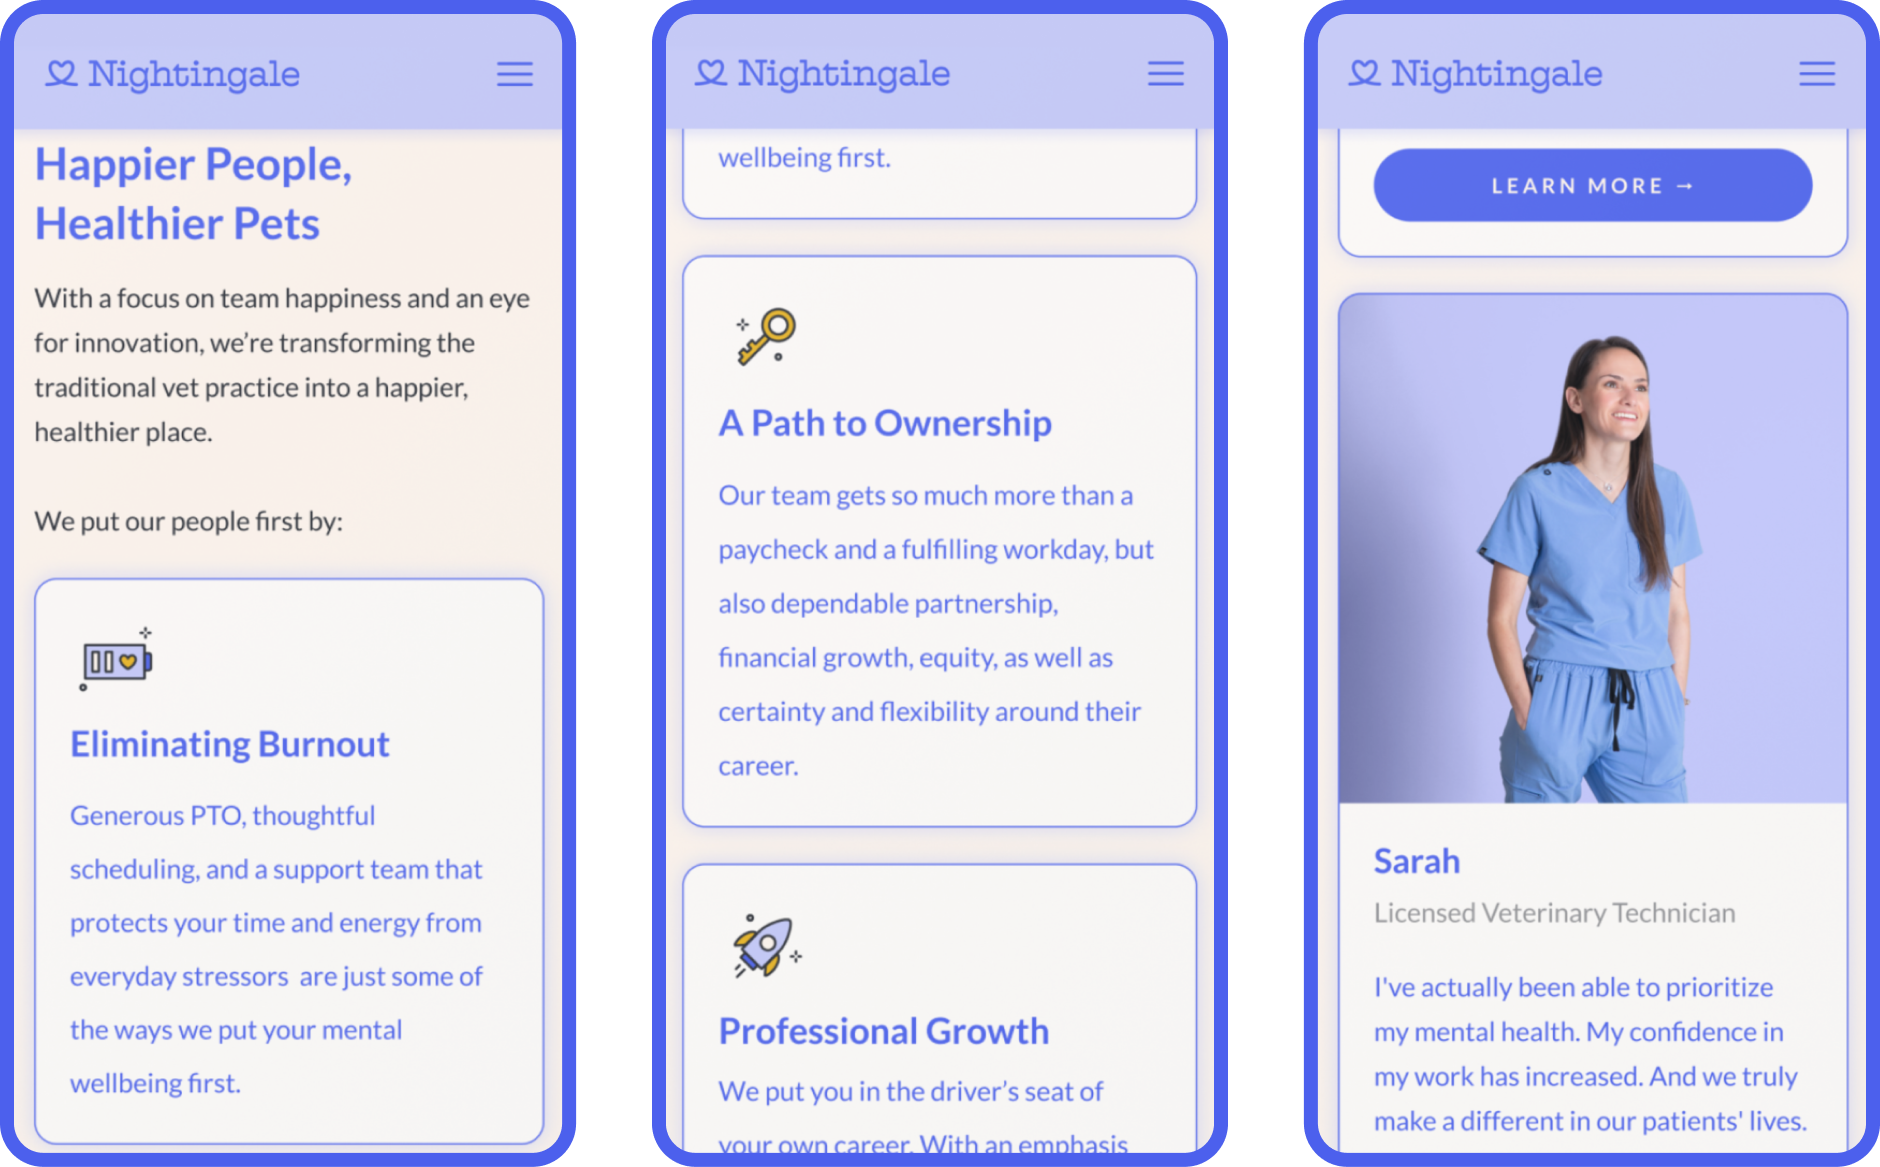 Nightingale
Happier People,
Healthier Pets
With a focus on team happiness and an eye
for innovation, we’re transforming the
traditional vet practice into a happier,
healthier place.
We put our people first by:
Eliminating Burnout
Generous PTO, thoughtful
scheduling, and a support team that
protects your time and energy from
everyday stressors  are just some of
the ways we put your mental
wellbeing first.
Nightingale
wellbeing first.
A Path to Ownership
Our team gets so much more than a
paycheck and a fulfilling workday, but
also dependable partnership,
financial growth, equity, as well as
certainty and flexibility around their
career.
Professional Growth
We put you in the driver’s seat of
your own career. With an emphasis
Nightingale
LEARN MORE →
Sarah
Licensed Veterinary Technician
I've actually been able to prioritize
my mental health. My confidence in
my work has increased. And we truly
make a different in our patients' lives.